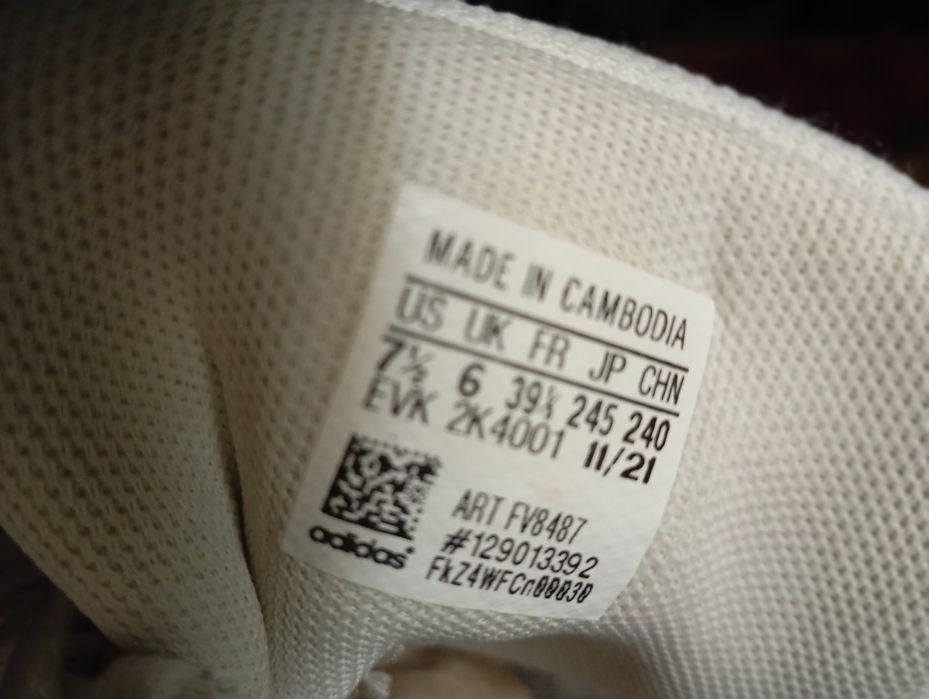 MADE IN CAMBODIA
US UK FR JP CHN
7½ 6 39⅓ 245 240
EVK 2K4001 11/21
ART FV8487
#129013392
adidas
FkZ4WFCn00030